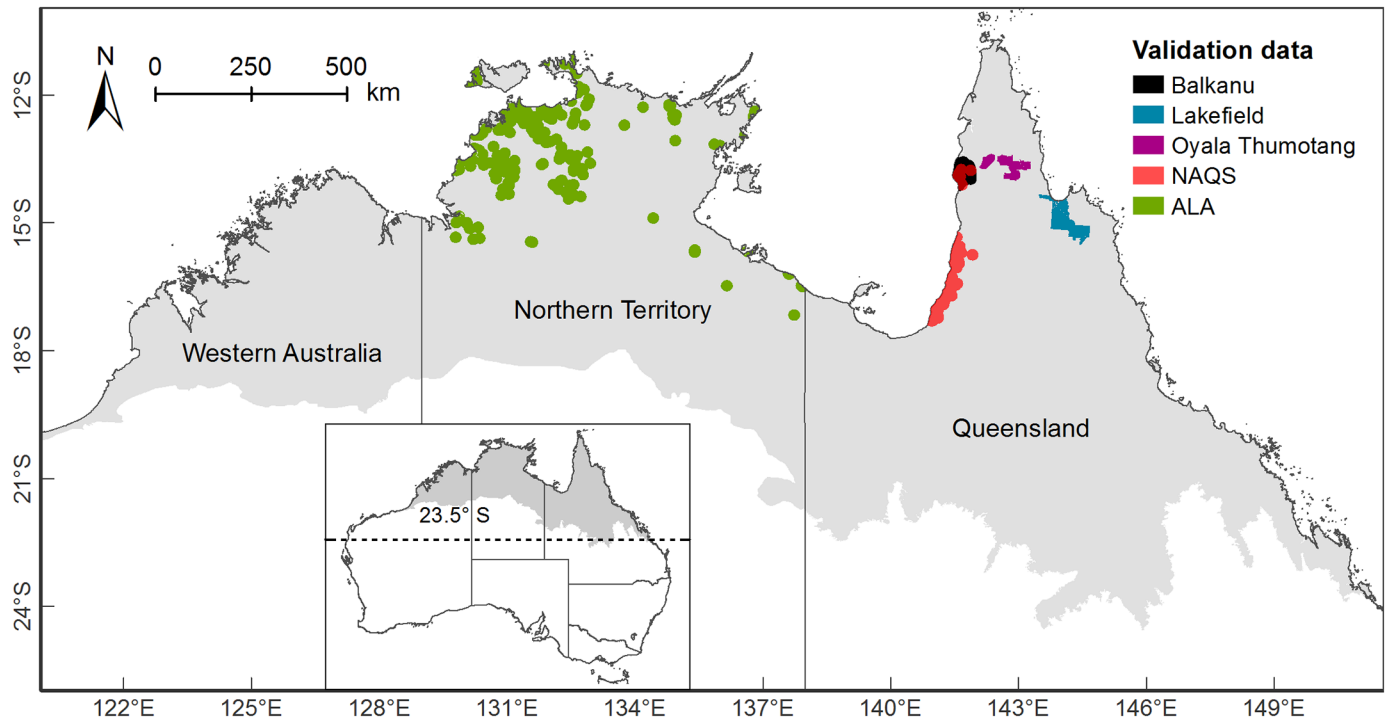 N
0 250 500
km
Validation data
Balkanu
Lakefield
Oyala Thumotang
NAQS
ALA
12°S
15°S
18°S
21°S
24°S
Northern Territory
Western Australia
Queensland
23.5° S
122°E 125°E 128°E 131°E 134°E 137°E 140°E 143°E 146°E 149°E